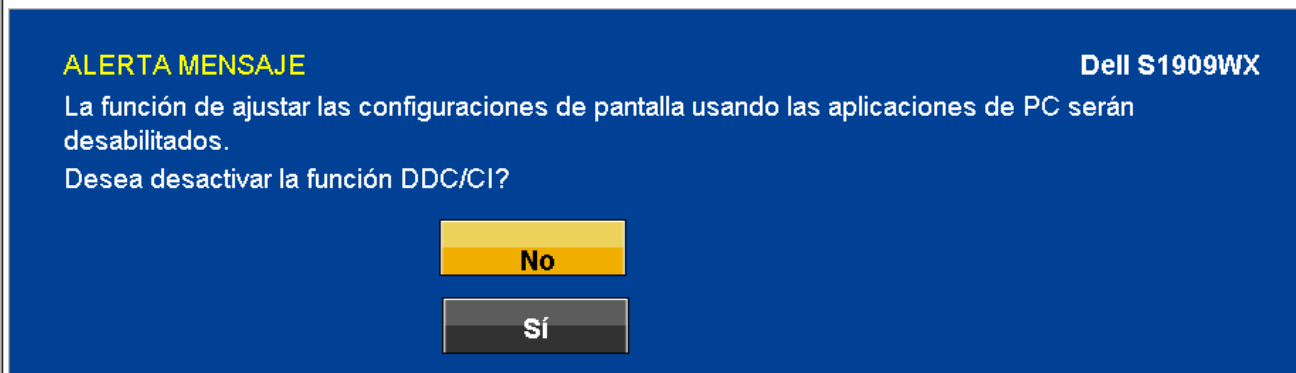 ALERTA MENSAJE
Dell S1909WX
La función de ajustar las configuraciones de pantalla usando las aplicaciones de PC serán
desabilitados.
Desea desactivar la función DDC/CI?
No
Sí